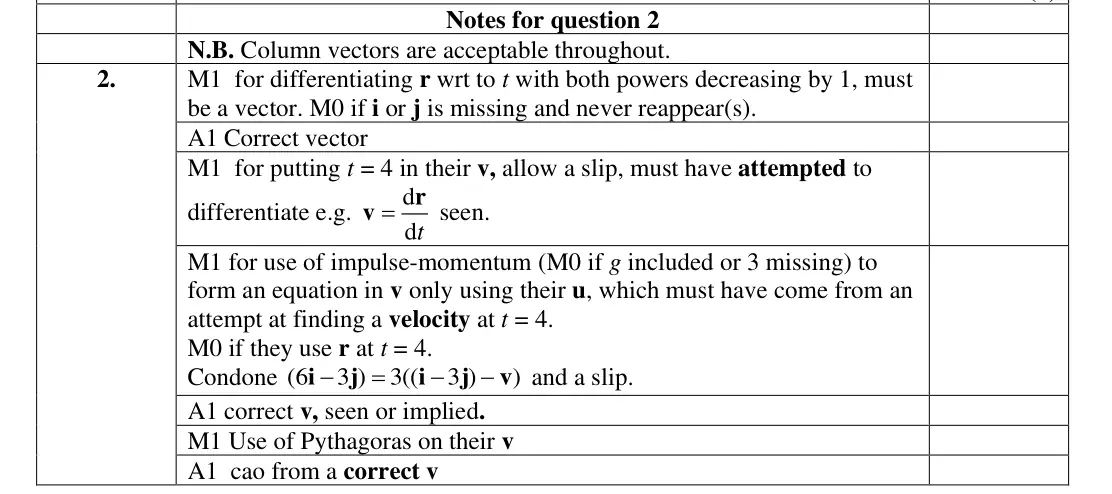 Notes for question 2
N.B. Column vectors are acceptable throughout.
2.
M1 for differentiating r wrt to t with both powers decreasing by 1, must
be a vector. M0 if i or j is missing and never reappear(s).
A1 Correct vector
M1 for putting t = 4 in their v, allow a slip, must have attempted to
differentiate e.g. v = dr/dt seen.
M1 for use of impulse-momentum (M0 if g included or 3 missing) to
form an equation in v only using their u, which must have come from an
attempt at finding a velocity at t = 4.
M0 if they use r at t = 4.
Condone (6i − 3j) = 3((i − 3j) − v) and a slip.
A1 correct v, seen or implied.
M1 Use of Pythagoras on their v
A1 cao from a correct v